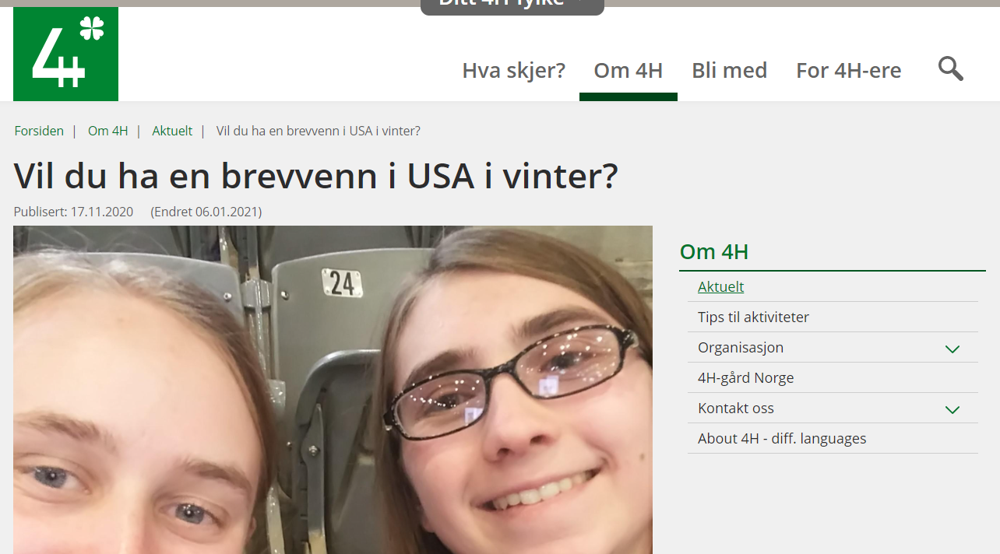 Ditt 4H fylke
4H
Hva skjer? Om 4H Bli med For 4H-ere
Forsiden | Om 4H | Aktuelt | Vil du ha en brevvenn i USA i vinter?
Vil du ha en brevvenn i USA i vinter?
Publisert: 17.11.2020 (Endret 06.01.2021)
24
Om 4H
Aktuelt
Tips til aktiviteter
Organisasjon
4H-gård Norge
Kontakt oss
About 4H - diff. languages